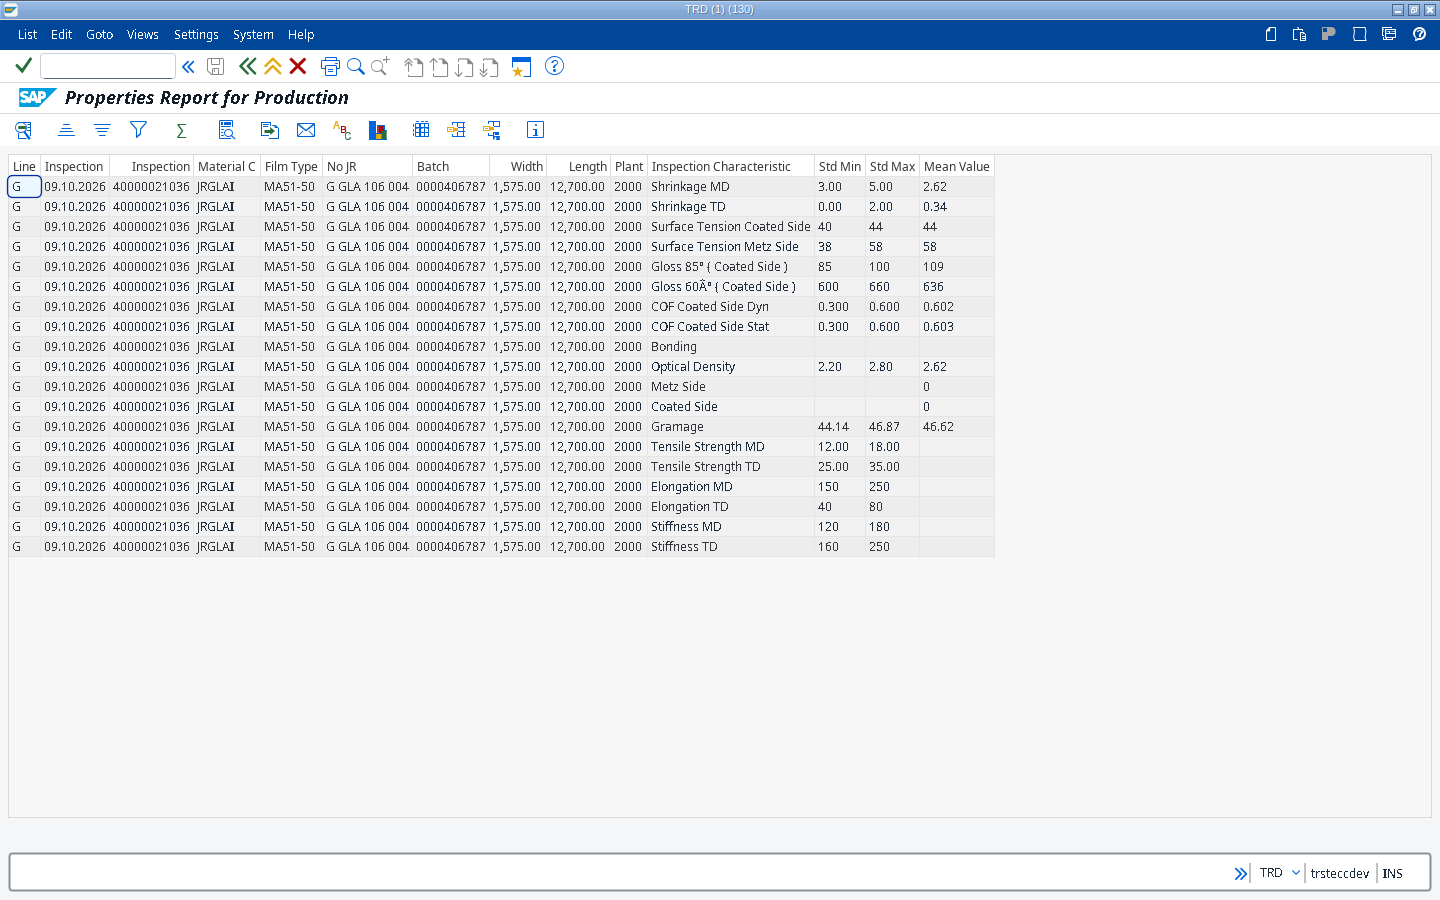 TRD (1) (130)
List Edit Goto Views Settings System Help
SAP Properties Report for Production
Line Inspection Inspection Material C Film Type No JR Batch Width Length Plant Inspection Characteristic Std Min Std Max Mean Value
G 09.10.2026 40000021036 JRGLAI MA51-50 G GLA 106 004 0000406787 1,575.00 12,700.00 2000 Shrinkage MD 3.00 5.00 2.62
G 09.10.2026 40000021036 JRGLAI MA51-50 G GLA 106 004 0000406787 1,575.00 12,700.00 2000 Shrinkage TD 0.00 2.00 0.34
G 09.10.2026 40000021036 JRGLAI MA51-50 G GLA 106 004 0000406787 1,575.00 12,700.00 2000 Surface Tension Coated Side 40 44 44
G 09.10.2026 40000021036 JRGLAI MA51-50 G GLA 106 004 0000406787 1,575.00 12,700.00 2000 Surface Tension Metz Side 38 58 58
G 09.10.2026 40000021036 JRGLAI MA51-50 G GLA 106 004 0000406787 1,575.00 12,700.00 2000 Gloss 85° ( Coated Side ) 85 100 109
G 09.10.2026 40000021036 JRGLAI MA51-50 G GLA 106 004 0000406787 1,575.00 12,700.00 2000 Gloss 60Â° ( Coated Side ) 600 660 636
G 09.10.2026 40000021036 JRGLAI MA51-50 G GLA 106 004 0000406787 1,575.00 12,700.00 2000 COF Coated Side Dyn 0.300 0.600 0.602
G 09.10.2026 40000021036 JRGLAI MA51-50 G GLA 106 004 0000406787 1,575.00 12,700.00 2000 COF Coated Side Stat 0.300 0.600 0.603
G 09.10.2026 40000021036 JRGLAI MA51-50 G GLA 106 004 0000406787 1,575.00 12,700.00 2000 Bonding
G 09.10.2026 40000021036 JRGLAI MA51-50 G GLA 106 004 0000406787 1,575.00 12,700.00 2000 Optical Density 2.20 2.80 2.62
G 09.10.2026 40000021036 JRGLAI MA51-50 G GLA 106 004 0000406787 1,575.00 12,700.00 2000 Metz Side 0
G 09.10.2026 40000021036 JRGLAI MA51-50 G GLA 106 004 0000406787 1,575.00 12,700.00 2000 Coated Side 0
G 09.10.2026 40000021036 JRGLAI MA51-50 G GLA 106 004 0000406787 1,575.00 12,700.00 2000 Gramage 44.14 46.87 46.62
G 09.10.2026 40000021036 JRGLAI MA51-50 G GLA 106 004 0000406787 1,575.00 12,700.00 2000 Tensile Strength MD 12.00 18.00
G 09.10.2026 40000021036 JRGLAI MA51-50 G GLA 106 004 0000406787 1,575.00 12,700.00 2000 Tensile Strength TD 25.00 35.00
G 09.10.2026 40000021036 JRGLAI MA51-50 G GLA 106 004 0000406787 1,575.00 12,700.00 2000 Elongation MD 150 250
G 09.10.2026 40000021036 JRGLAI MA51-50 G GLA 106 004 0000406787 1,575.00 12,700.00 2000 Elongation TD 40 80
G 09.10.2026 40000021036 JRGLAI MA51-50 G GLA 106 004 0000406787 1,575.00 12,700.00 2000 Stiffness MD 120 180
G 09.10.2026 40000021036 JRGLAI MA51-50 G GLA 106 004 0000406787 1,575.00 12,700.00 2000 Stiffness TD 160 250
TRD trsteccdev INS